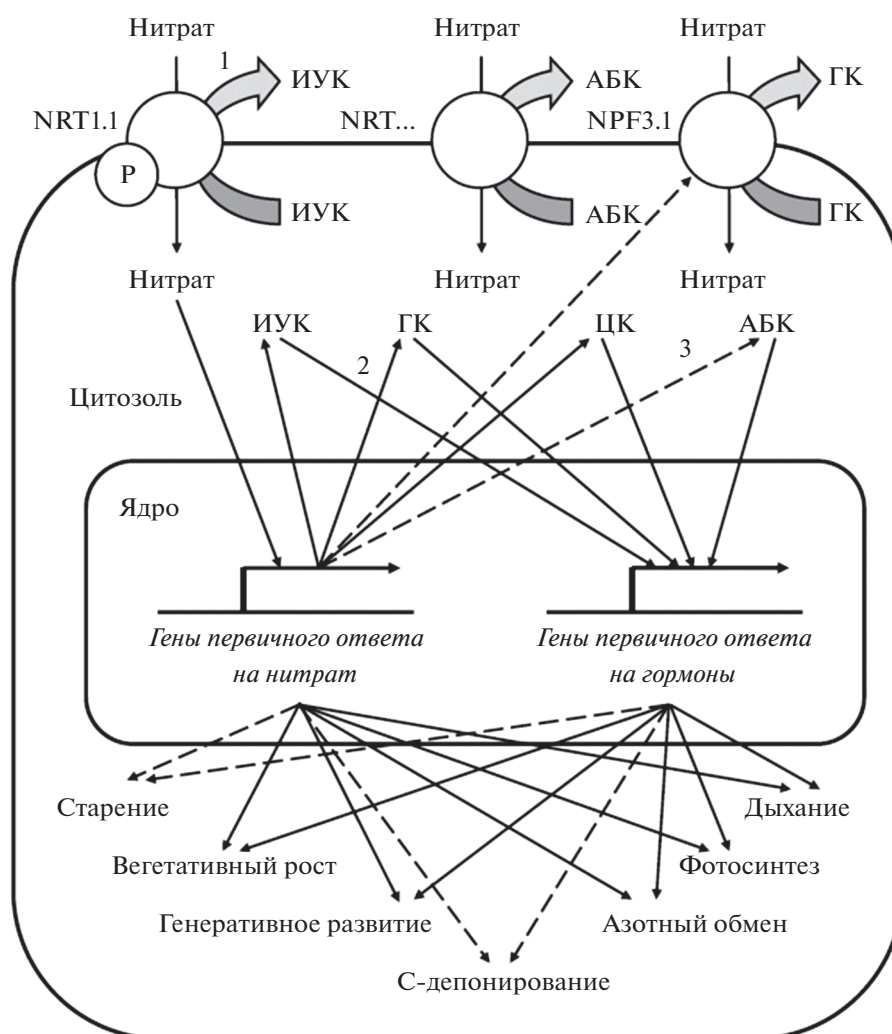 Нитрат Нитрат Нитрат
1
ИУК АБК ГК
NRT1.1 NRT... NPF3.1
P
ИУК АБК ГК
Нитрат Нитрат Нитрат
ИУК ГК ЦК АБК
2 3
Цитозоль
Ядро
Гены первичного ответа
на нитрат
Гены первичного ответа
на гормоны
Старение Дыхание
Вегетативный рост Фотосинтез
Генеративное развитие Азотный обмен
С-депонирование